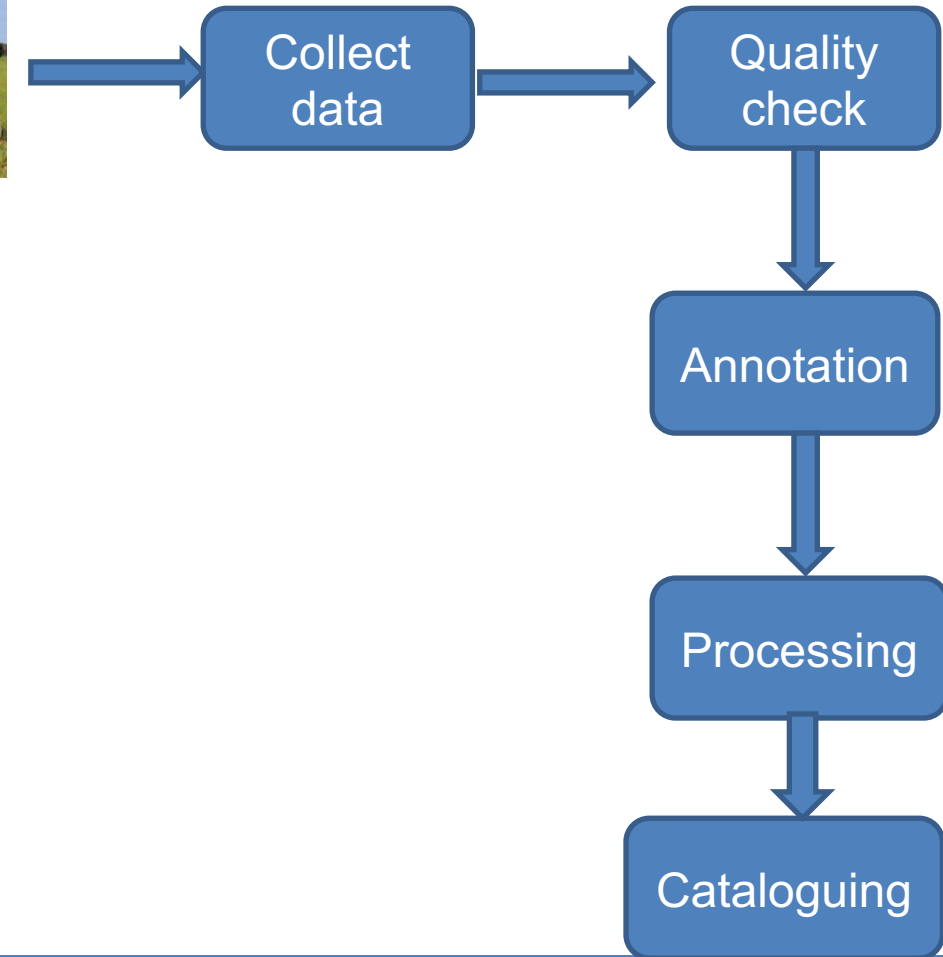 Collect
data
Quality
check
Annotation
Processing
Cataloguing